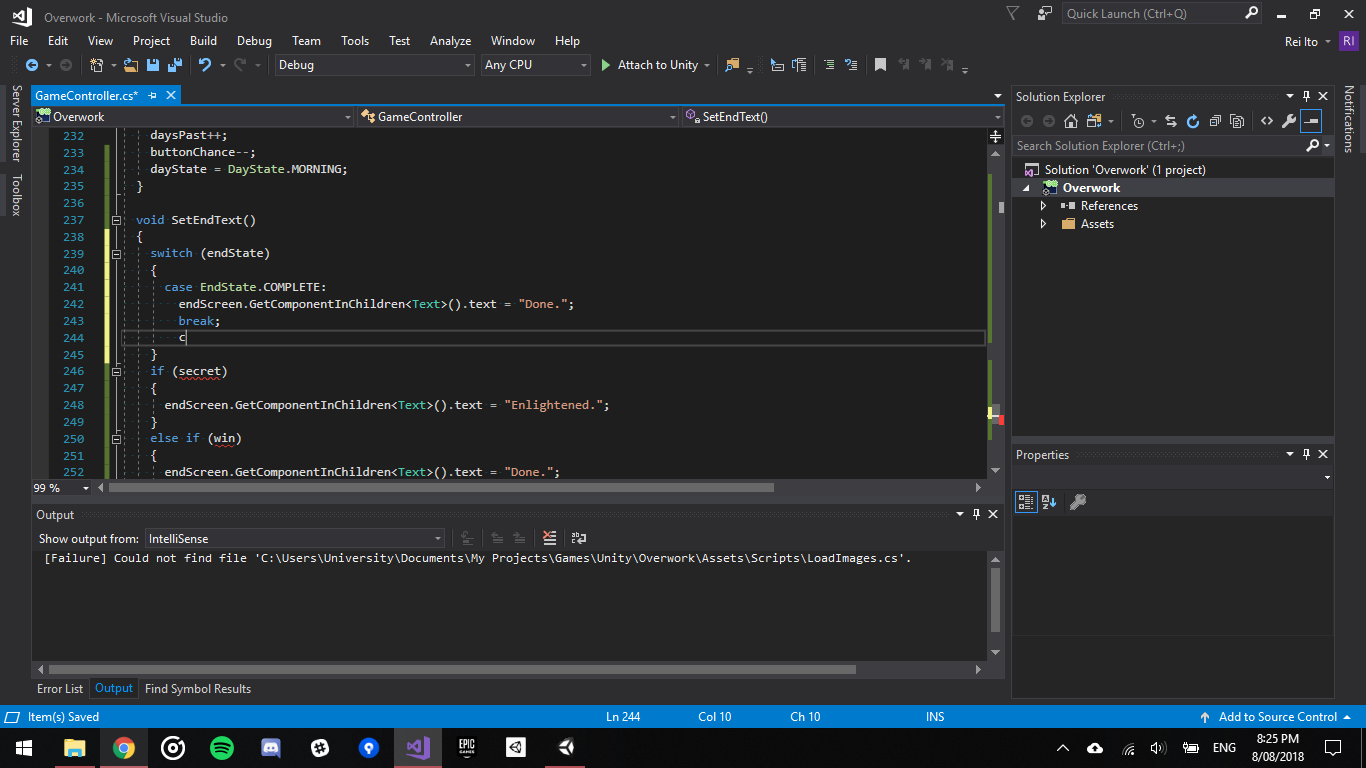 Overwork - Microsoft Visual Studio
Quick Launch (Ctrl+Q)
File Edit View Project Build Debug Team Tools Test Analyze Window Help
Rei Ito RI
Debug Any CPU Attach to Unity
Server Explorer
Toolbox
GameController.cs*
Overwork GameController SetEndText()
232 daysPast++;
233 buttonChance--;
234 dayState = DayState.MORNING;
235 }
236
237 void SetEndText()
238 {
239 switch (endState)
240 {
241 case EndState.COMPLETE:
242 endScreen.GetComponentInChildren<Text>().text = "Done.";
243 break;
244 c
245 }
246 if (secret)
247 {
248 endScreen.GetComponentInChildren<Text>().text = "Enlightened.";
249 }
250 else if (win)
251 {
252 endScreen.GetComponentInChildren<Text>().text = "Done.";
99 %
Output
Show output from: IntelliSense
[Failure] Could not find file 'C:\Users\University\Documents\My Projects\Games\Unity\Overwork\Assets\Scripts\LoadImages.cs'.
Error List Output Find Symbol Results
Solution Explorer
Search Solution Explorer (Ctrl+;)
Solution 'Overwork' (1 project)
Overwork
References
Assets
Properties
Notifications
Item(s) Saved Ln 244 Col 10 Ch 10 INS Add to Source Control
EPIC GAMES
ENG
8:25 PM
8/08/2018